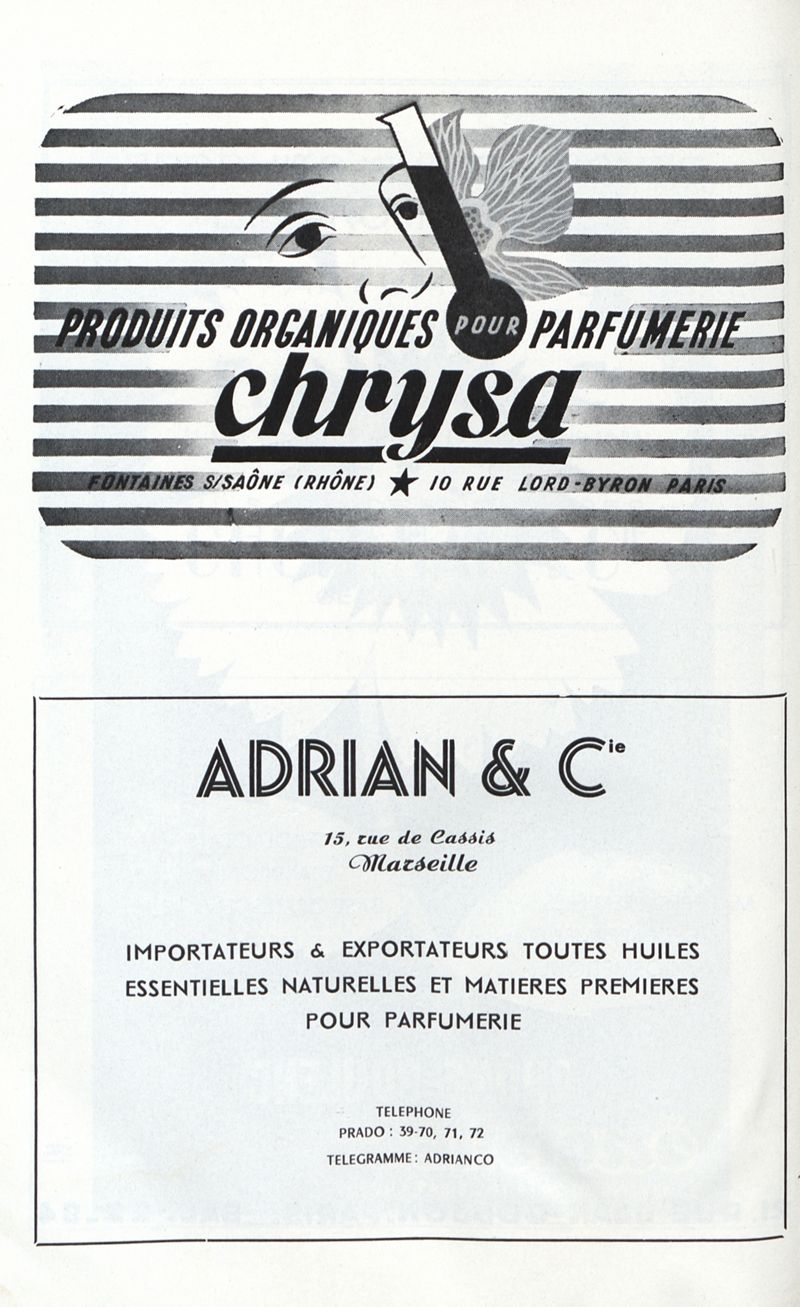 PRODUITS ORGANIQUES POUR PARFUMERIE
chrysa
FONTAINES S/SAÔNE (RHÔNE) ★ 10 RUE LORD-BYRON PARIS
ADRIAN & Cie
15, rue de Cassis
Marseille
IMPORTATEURS & EXPORTATEURS TOUTES HUILES
ESSENTIELLES NATURELLES ET MATIERES PREMIERES
POUR PARFUMERIE
TELEPHONE
PRADO : 39-70, 71, 72
TELEGRAMME : ADRIANCO